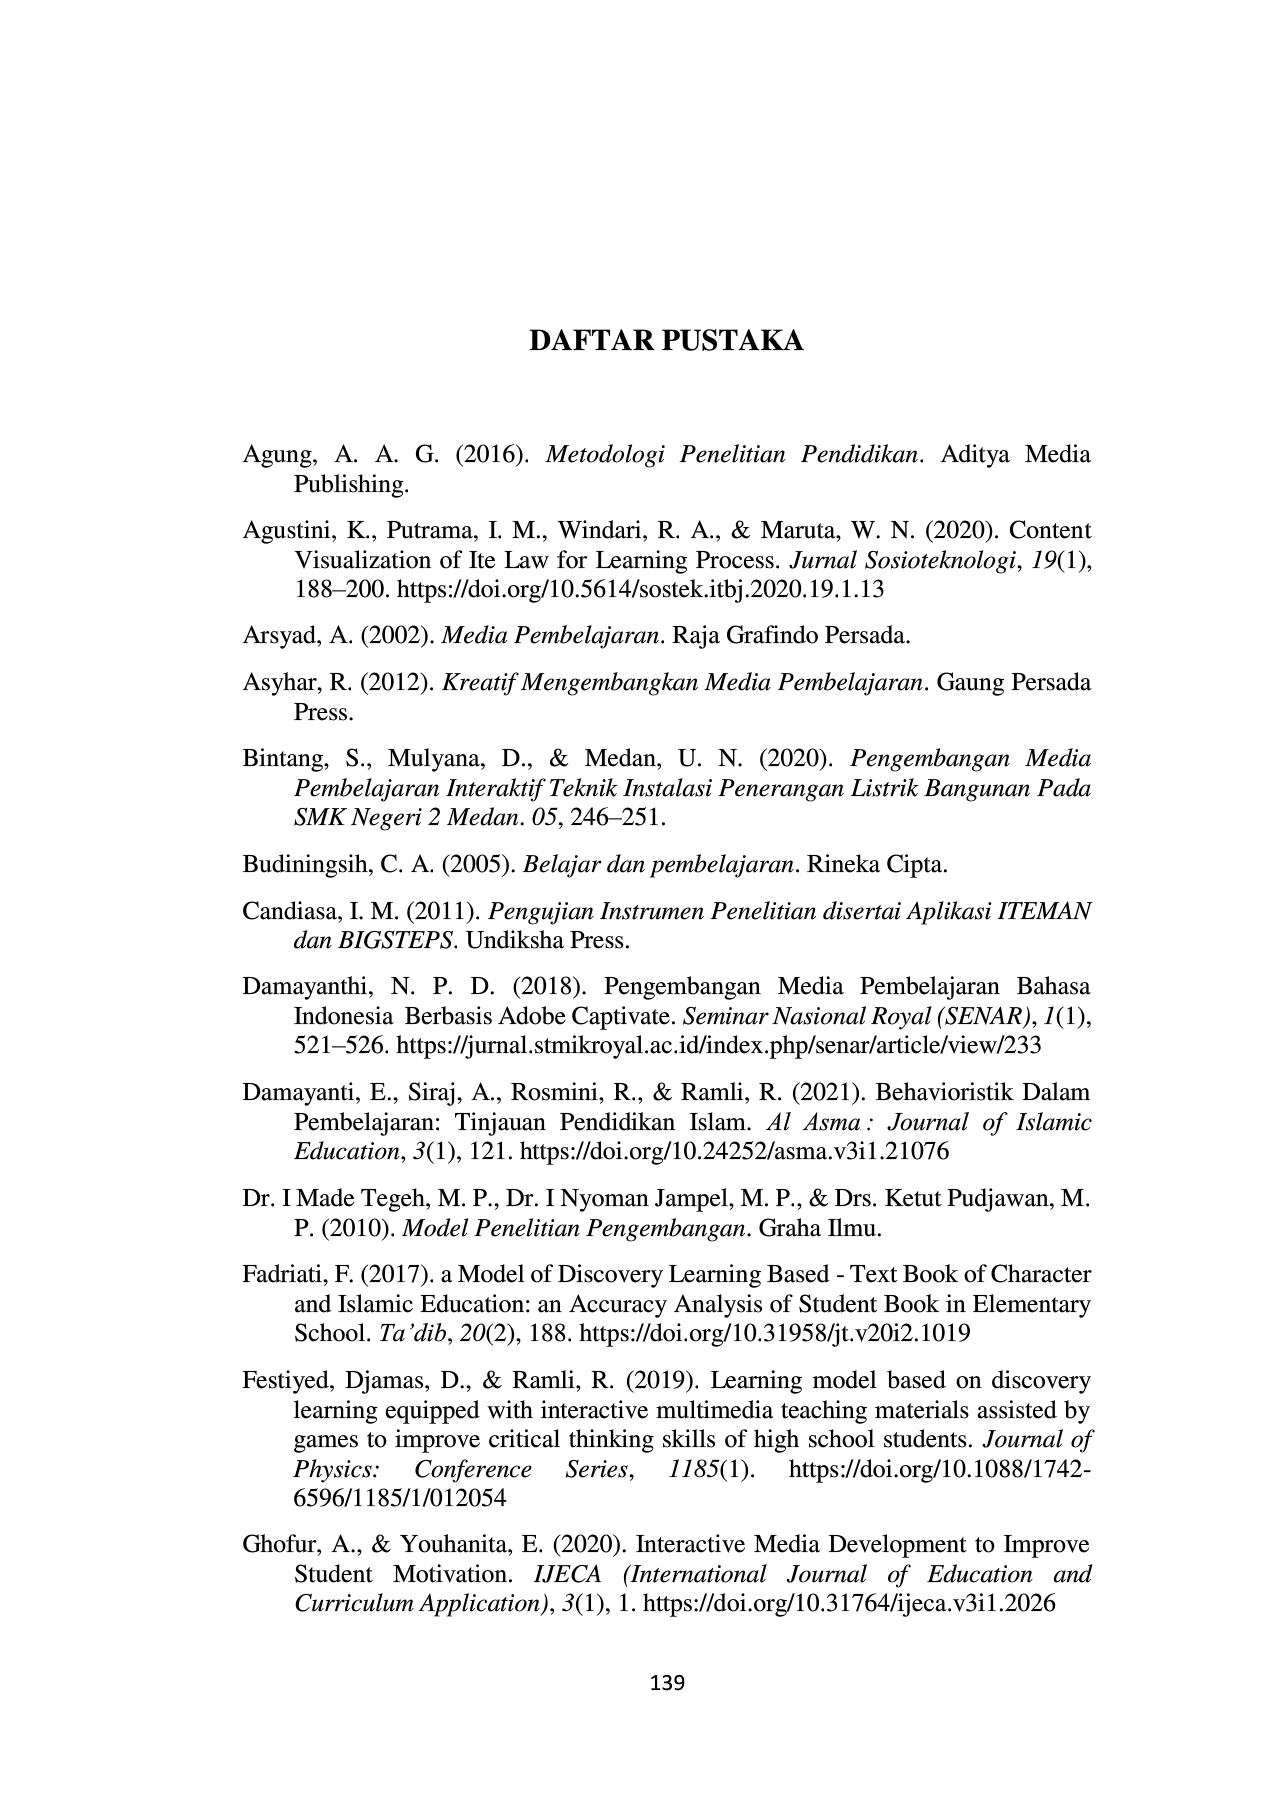 DAFTAR PUSTAKA
Agung, A. A. G. (2016). Metodologi Penelitian Pendidikan. Aditya Media
Publishing.
Agustini, K., Putrama, I. M., Windari, R. A., & Maruta, W. N. (2020). Content
Visualization of Ite Law for Learning Process. Jurnal Sosioteknologi, 19(1),
188–200. https://doi.org/10.5614/sostek.itbj.2020.19.1.13
Arsyad, A. (2002). Media Pembelajaran. Raja Grafindo Persada.
Asyhar, R. (2012). Kreatif Mengembangkan Media Pembelajaran. Gaung Persada
Press.
Bintang, S., Mulyana, D., & Medan, U. N. (2020). Pengembangan Media
Pembelajaran Interaktif Teknik Instalasi Penerangan Listrik Bangunan Pada
SMK Negeri 2 Medan. 05, 246–251.
Budiningsih, C. A. (2005). Belajar dan pembelajaran. Rineka Cipta.
Candiasa, I. M. (2011). Pengujian Instrumen Penelitian disertai Aplikasi ITEMAN
dan BIGSTEPS. Undiksha Press.
Damayanthi, N. P. D. (2018). Pengembangan Media Pembelajaran Bahasa
Indonesia Berbasis Adobe Captivate. Seminar Nasional Royal (SENAR), 1(1),
521–526. https://jurnal.stmikroyal.ac.id/index.php/senar/article/view/233
Damayanti, E., Siraj, A., Rosmini, R., & Ramli, R. (2021). Behavioristik Dalam
Pembelajaran: Tinjauan Pendidikan Islam. Al Asma : Journal of Islamic
Education, 3(1), 121. https://doi.org/10.24252/asma.v3i1.21076
Dr. I Made Tegeh, M. P., Dr. I Nyoman Jampel, M. P., & Drs. Ketut Pudjawan, M.
P. (2010). Model Penelitian Pengembangan. Graha Ilmu.
Fadriati, F. (2017). a Model of Discovery Learning Based - Text Book of Character
and Islamic Education: an Accuracy Analysis of Student Book in Elementary
School. Ta’dib, 20(2), 188. https://doi.org/10.31958/jt.v20i2.1019
Festiyed, Djamas, D., & Ramli, R. (2019). Learning model based on discovery
learning equipped with interactive multimedia teaching materials assisted by
games to improve critical thinking skills of high school students. Journal of
Physics: Conference Series, 1185(1). https://doi.org/10.1088/1742-
6596/1185/1/012054
Ghofur, A., & Youhanita, E. (2020). Interactive Media Development to Improve
Student Motivation. IJECA (International Journal of Education and
Curriculum Application), 3(1), 1. https://doi.org/10.31764/ijeca.v3i1.2026
139